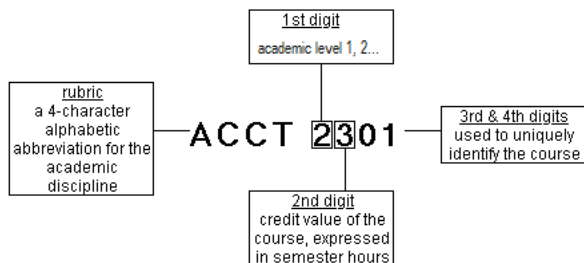 1st digit
academic level 1, 2...
rubric
a 4-character
alphabetic
abbreviation for the
academic
discipline
ACCT 2301
3rd & 4th digits
used to uniquely
identify the course
2nd digit
credit value of the
course, expressed
in semester hours